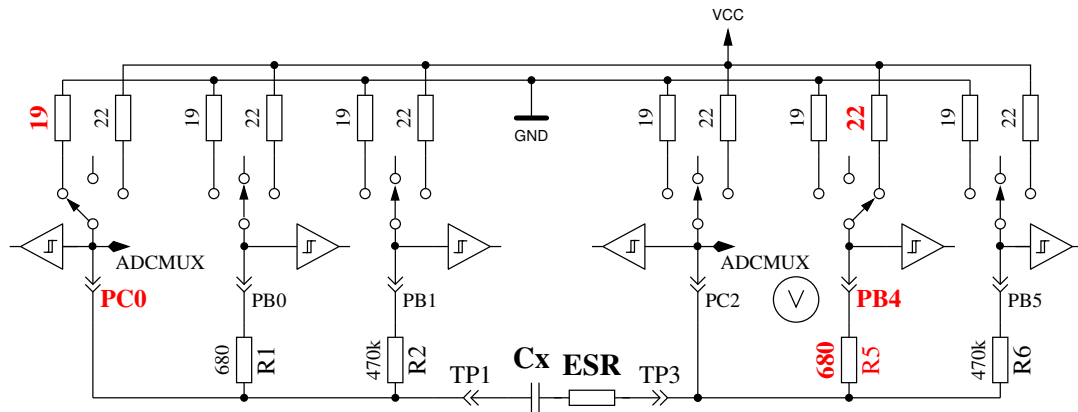 VCC
19 22 19 22 19 22 19 22 19 22 19 22
GND
ADCMUX ADCMUX
PC0 PB0 PB1 PC2 V PB4 PB5
680 R1 470k R2 680 R5 470k R6
TP1 Cx ESR TP3